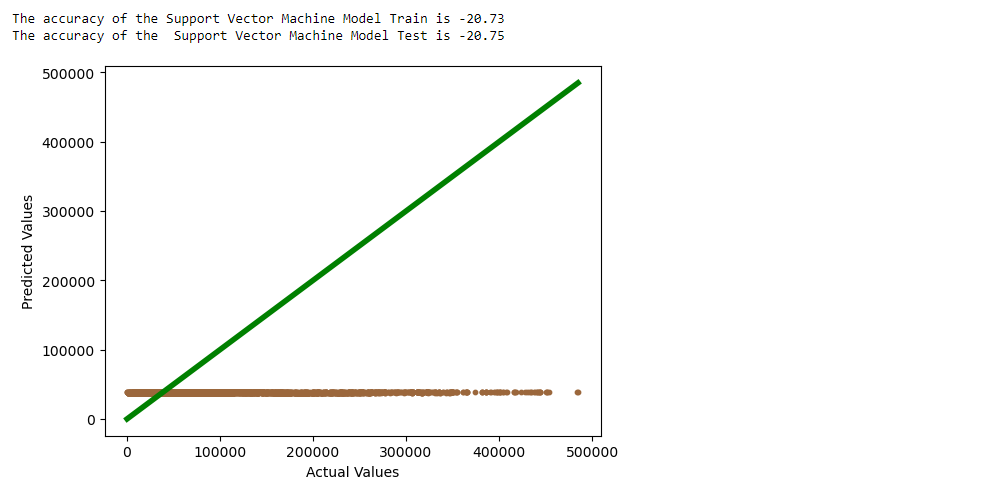 The accuracy of the Support Vector Machine Model Train is -20.73
The accuracy of the  Support Vector Machine Model Test is -20.75
500000
400000
300000
200000
100000
0
Predicted Values
0 100000 200000 300000 400000 500000
Actual Values